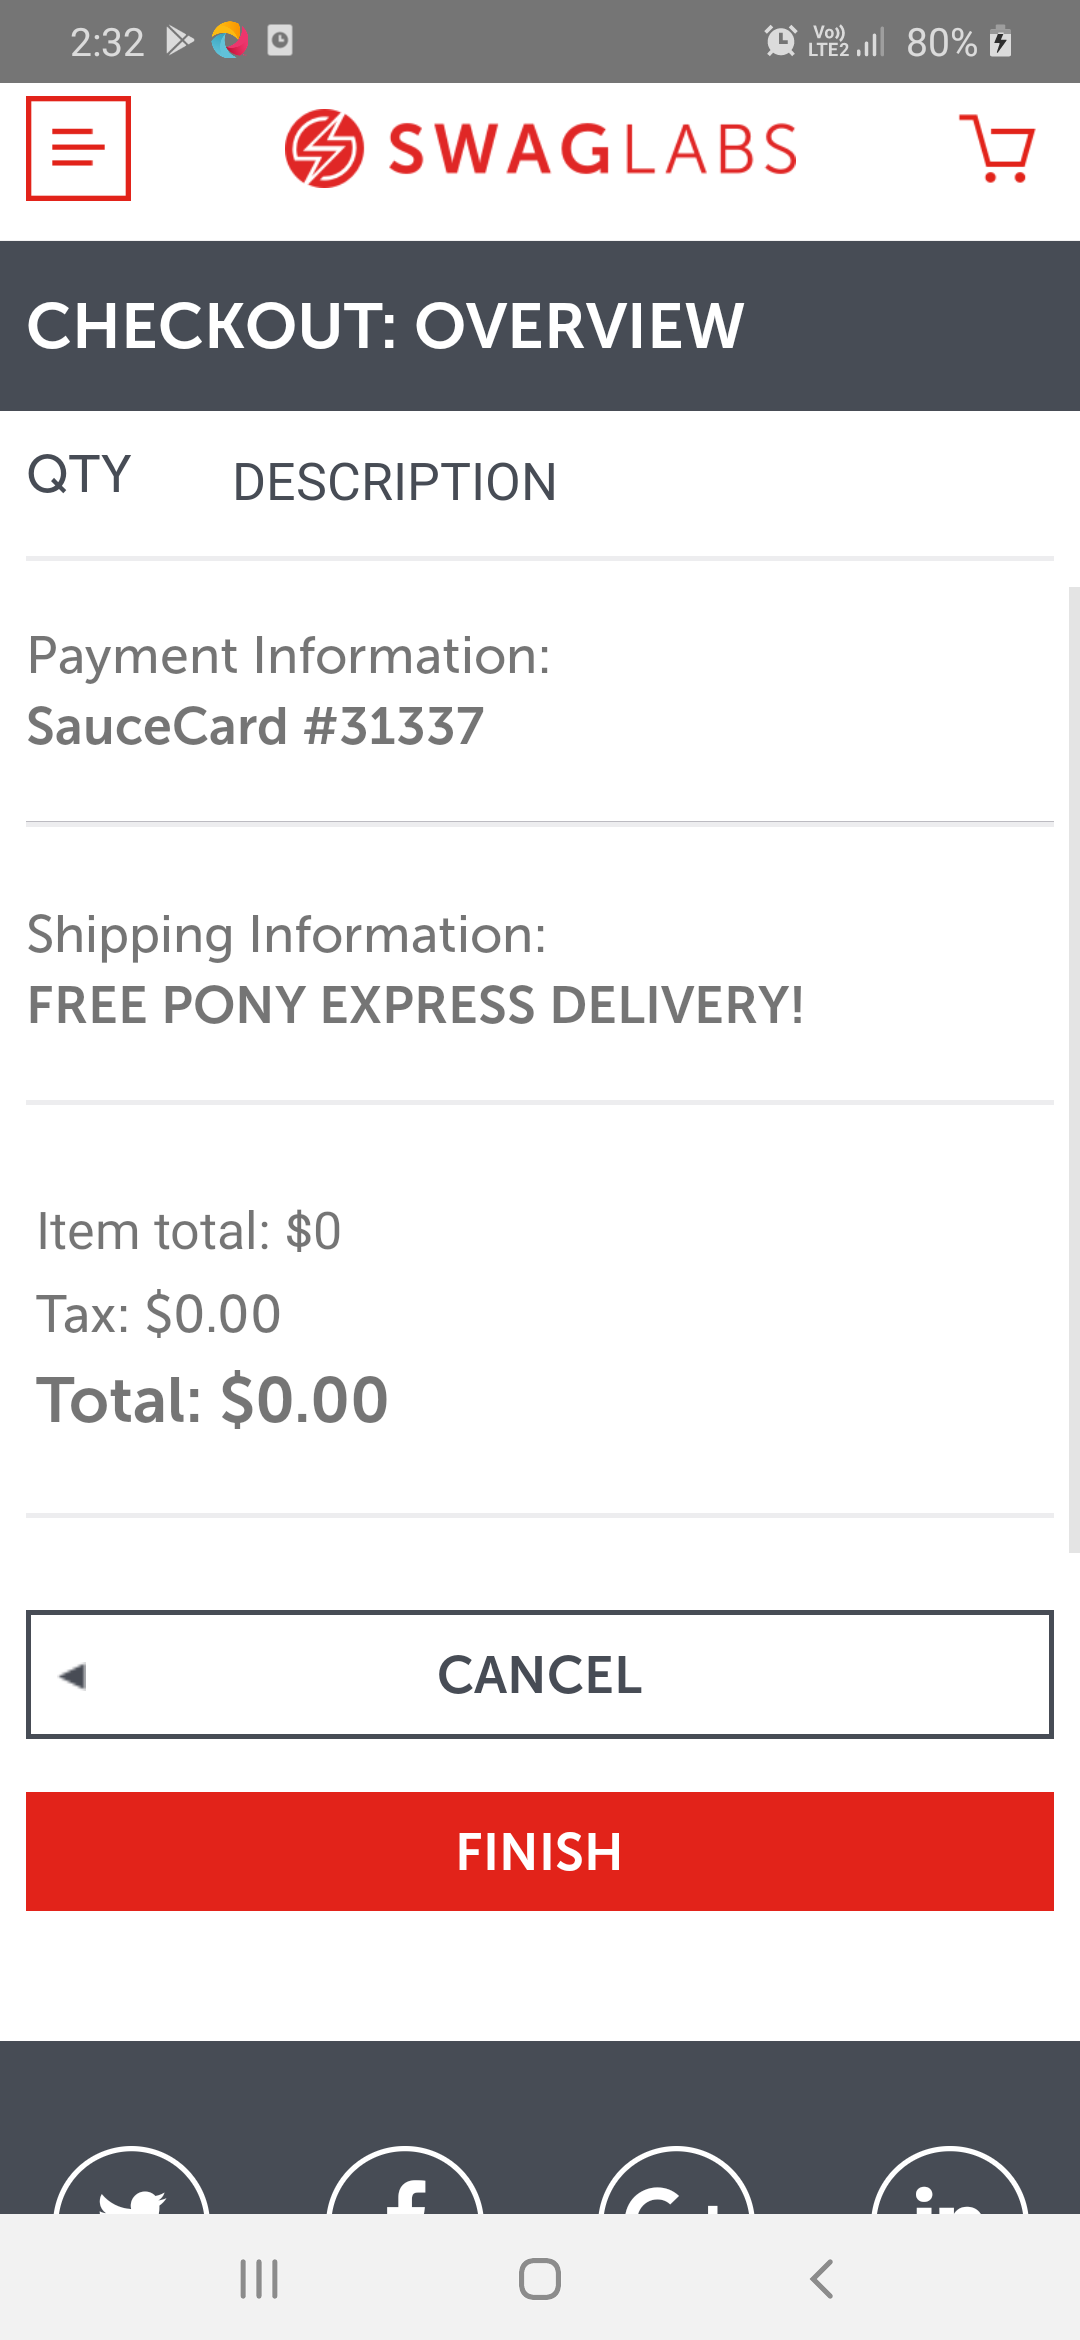 2:32
Vo)) LTE2 80%
SWAGLABS
CHECKOUT: OVERVIEW
QTY DESCRIPTION
Payment Information:
SauceCard #31337
Shipping Information:
FREE PONY EXPRESS DELIVERY!
Item total: $0
Tax: $0.00
Total: $0.00
CANCEL
FINISH